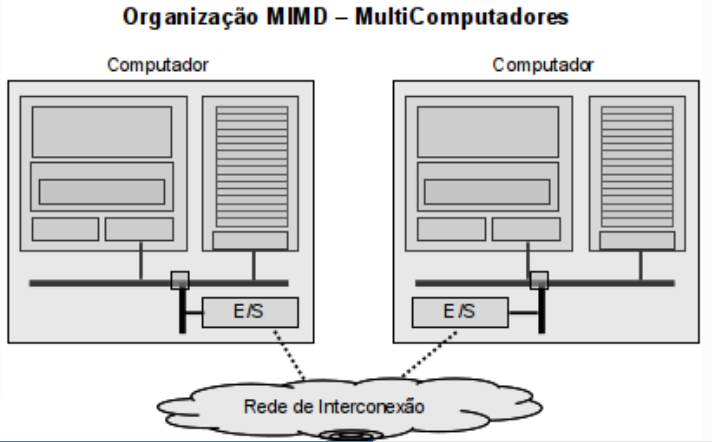 Organização MIMD – MultiComputadores
Computador
Computador
E/S
E/S
Rede de Interconexão